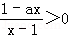 (1 − ax)/(x − 1) > 0